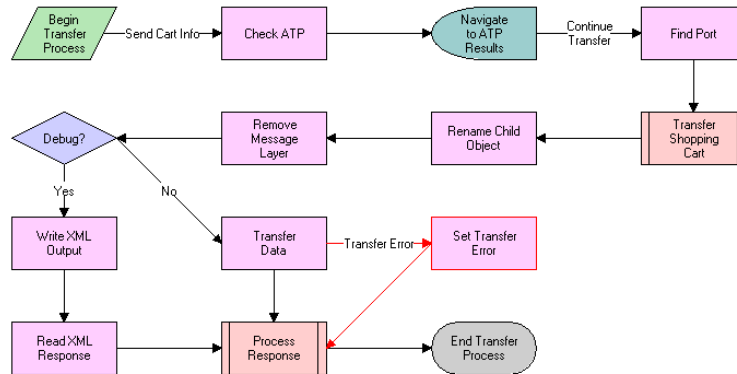 Begin
Transfer
Process
Send Cart Info
Check ATP
Navigate
to ATP
Results
Continue
Transfer
Find Port
Debug?
Remove
Message
Layer
Rename Child
Object
Transfer
Shopping
Cart
Yes
No
Write XML
Output
Transfer
Data
Transfer Error
Set Transfer
Error
Read XML
Response
Process
Response
End Transfer
Process